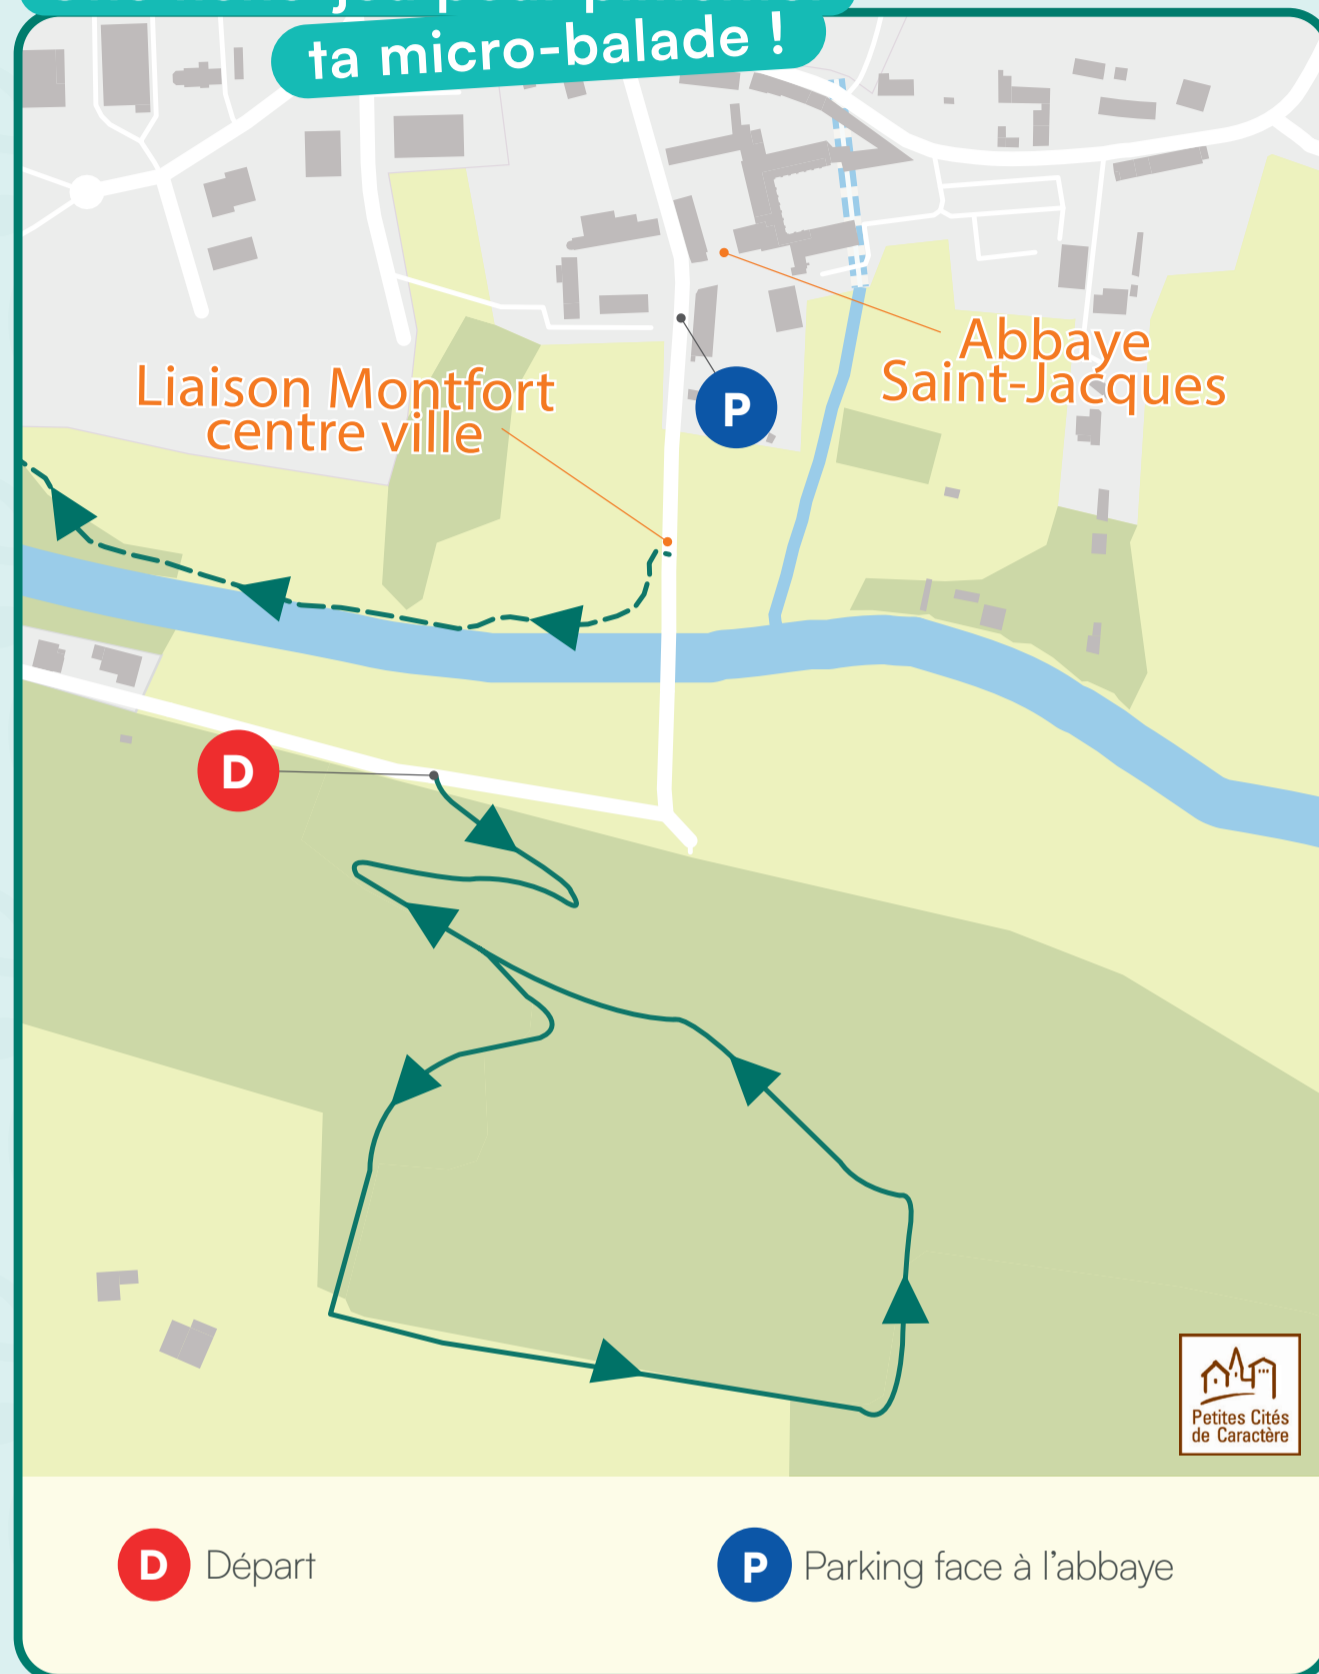 ta micro-balade !
Abbaye
Saint-Jacques
Liaison Montfort
centre ville
P
D
Petites Cités
de Caractère
D Départ
P Parking face à l'abbaye